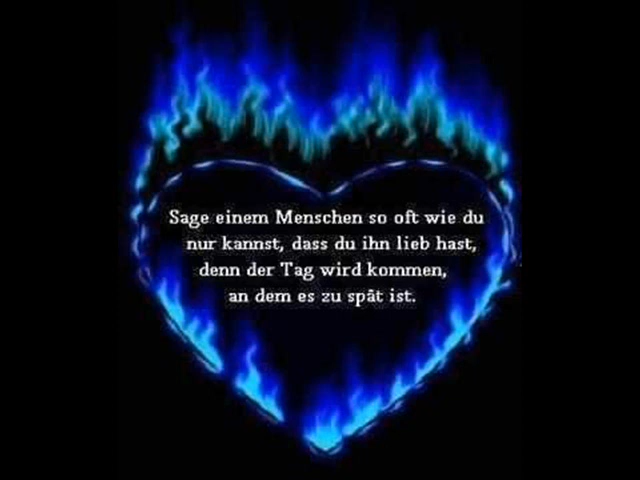 Sage einem Menschen so oft wie du
nur kannst, dass du ihn lieb hast,
denn der Tag wird kommen,
an dem es zu spät ist.